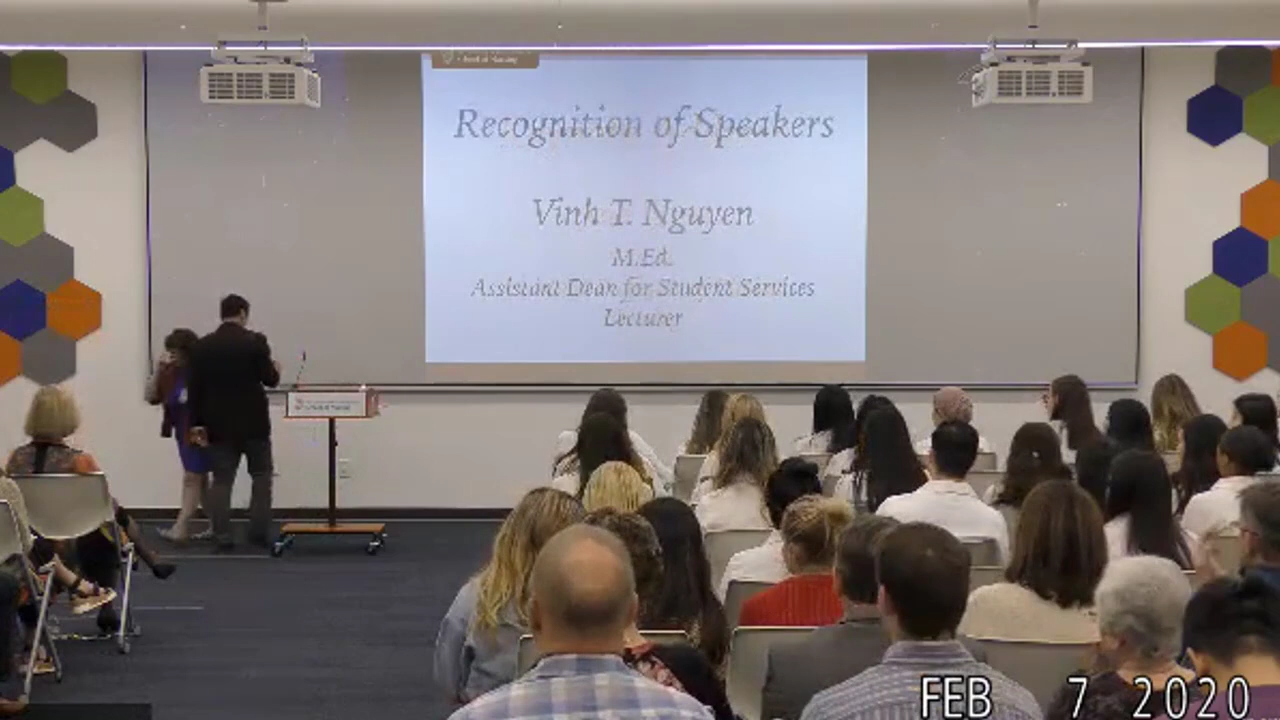 Recognition of Speakers
Vinh T. Nguyen
M.Ed.
Assistant Dean for Student Services
Lecturer
FEB 7 2020